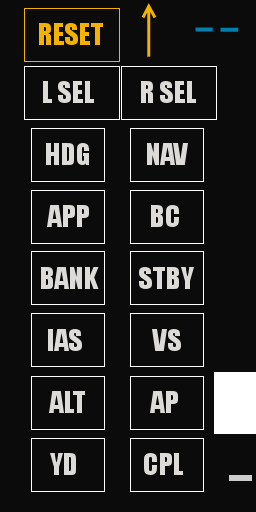 RESET
L SEL R SEL
HDG NAV
APP BC
BANK STBY
IAS VS
ALT AP
YD CPL